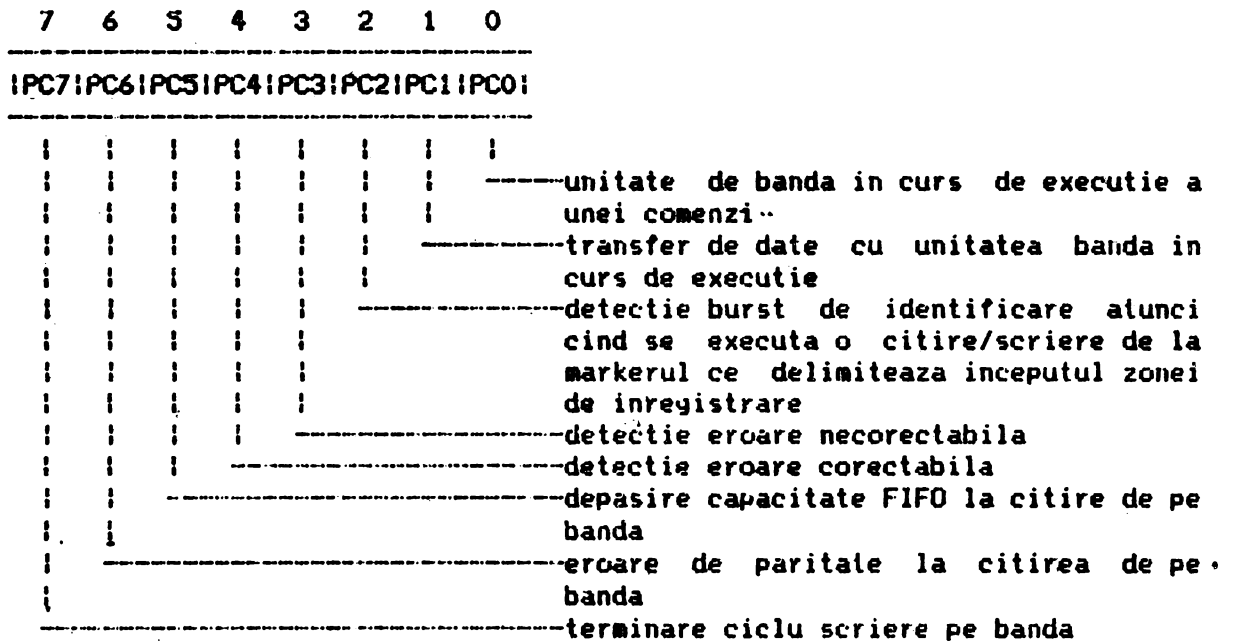 7 6 5 4 3 2 1 0
|PC7|PC6|PC5|PC4|PC3|PC2|PC1|PC0|
unitate de banda in curs de executie a
unei comenzi
transfer de date cu unitatea banda in
curs de executie
detectie burst de identificare atunci
cind se executa o citire/scriere de la
markerul ce delimiteaza inceputul zonei
de inregistrare
detectie eroare necorectabila
detectie eroare corectabila
depasire capacitate FIFO la citire de pe
banda
eroare de paritate la citirea de pe
banda
terminare ciclu scriere pe banda